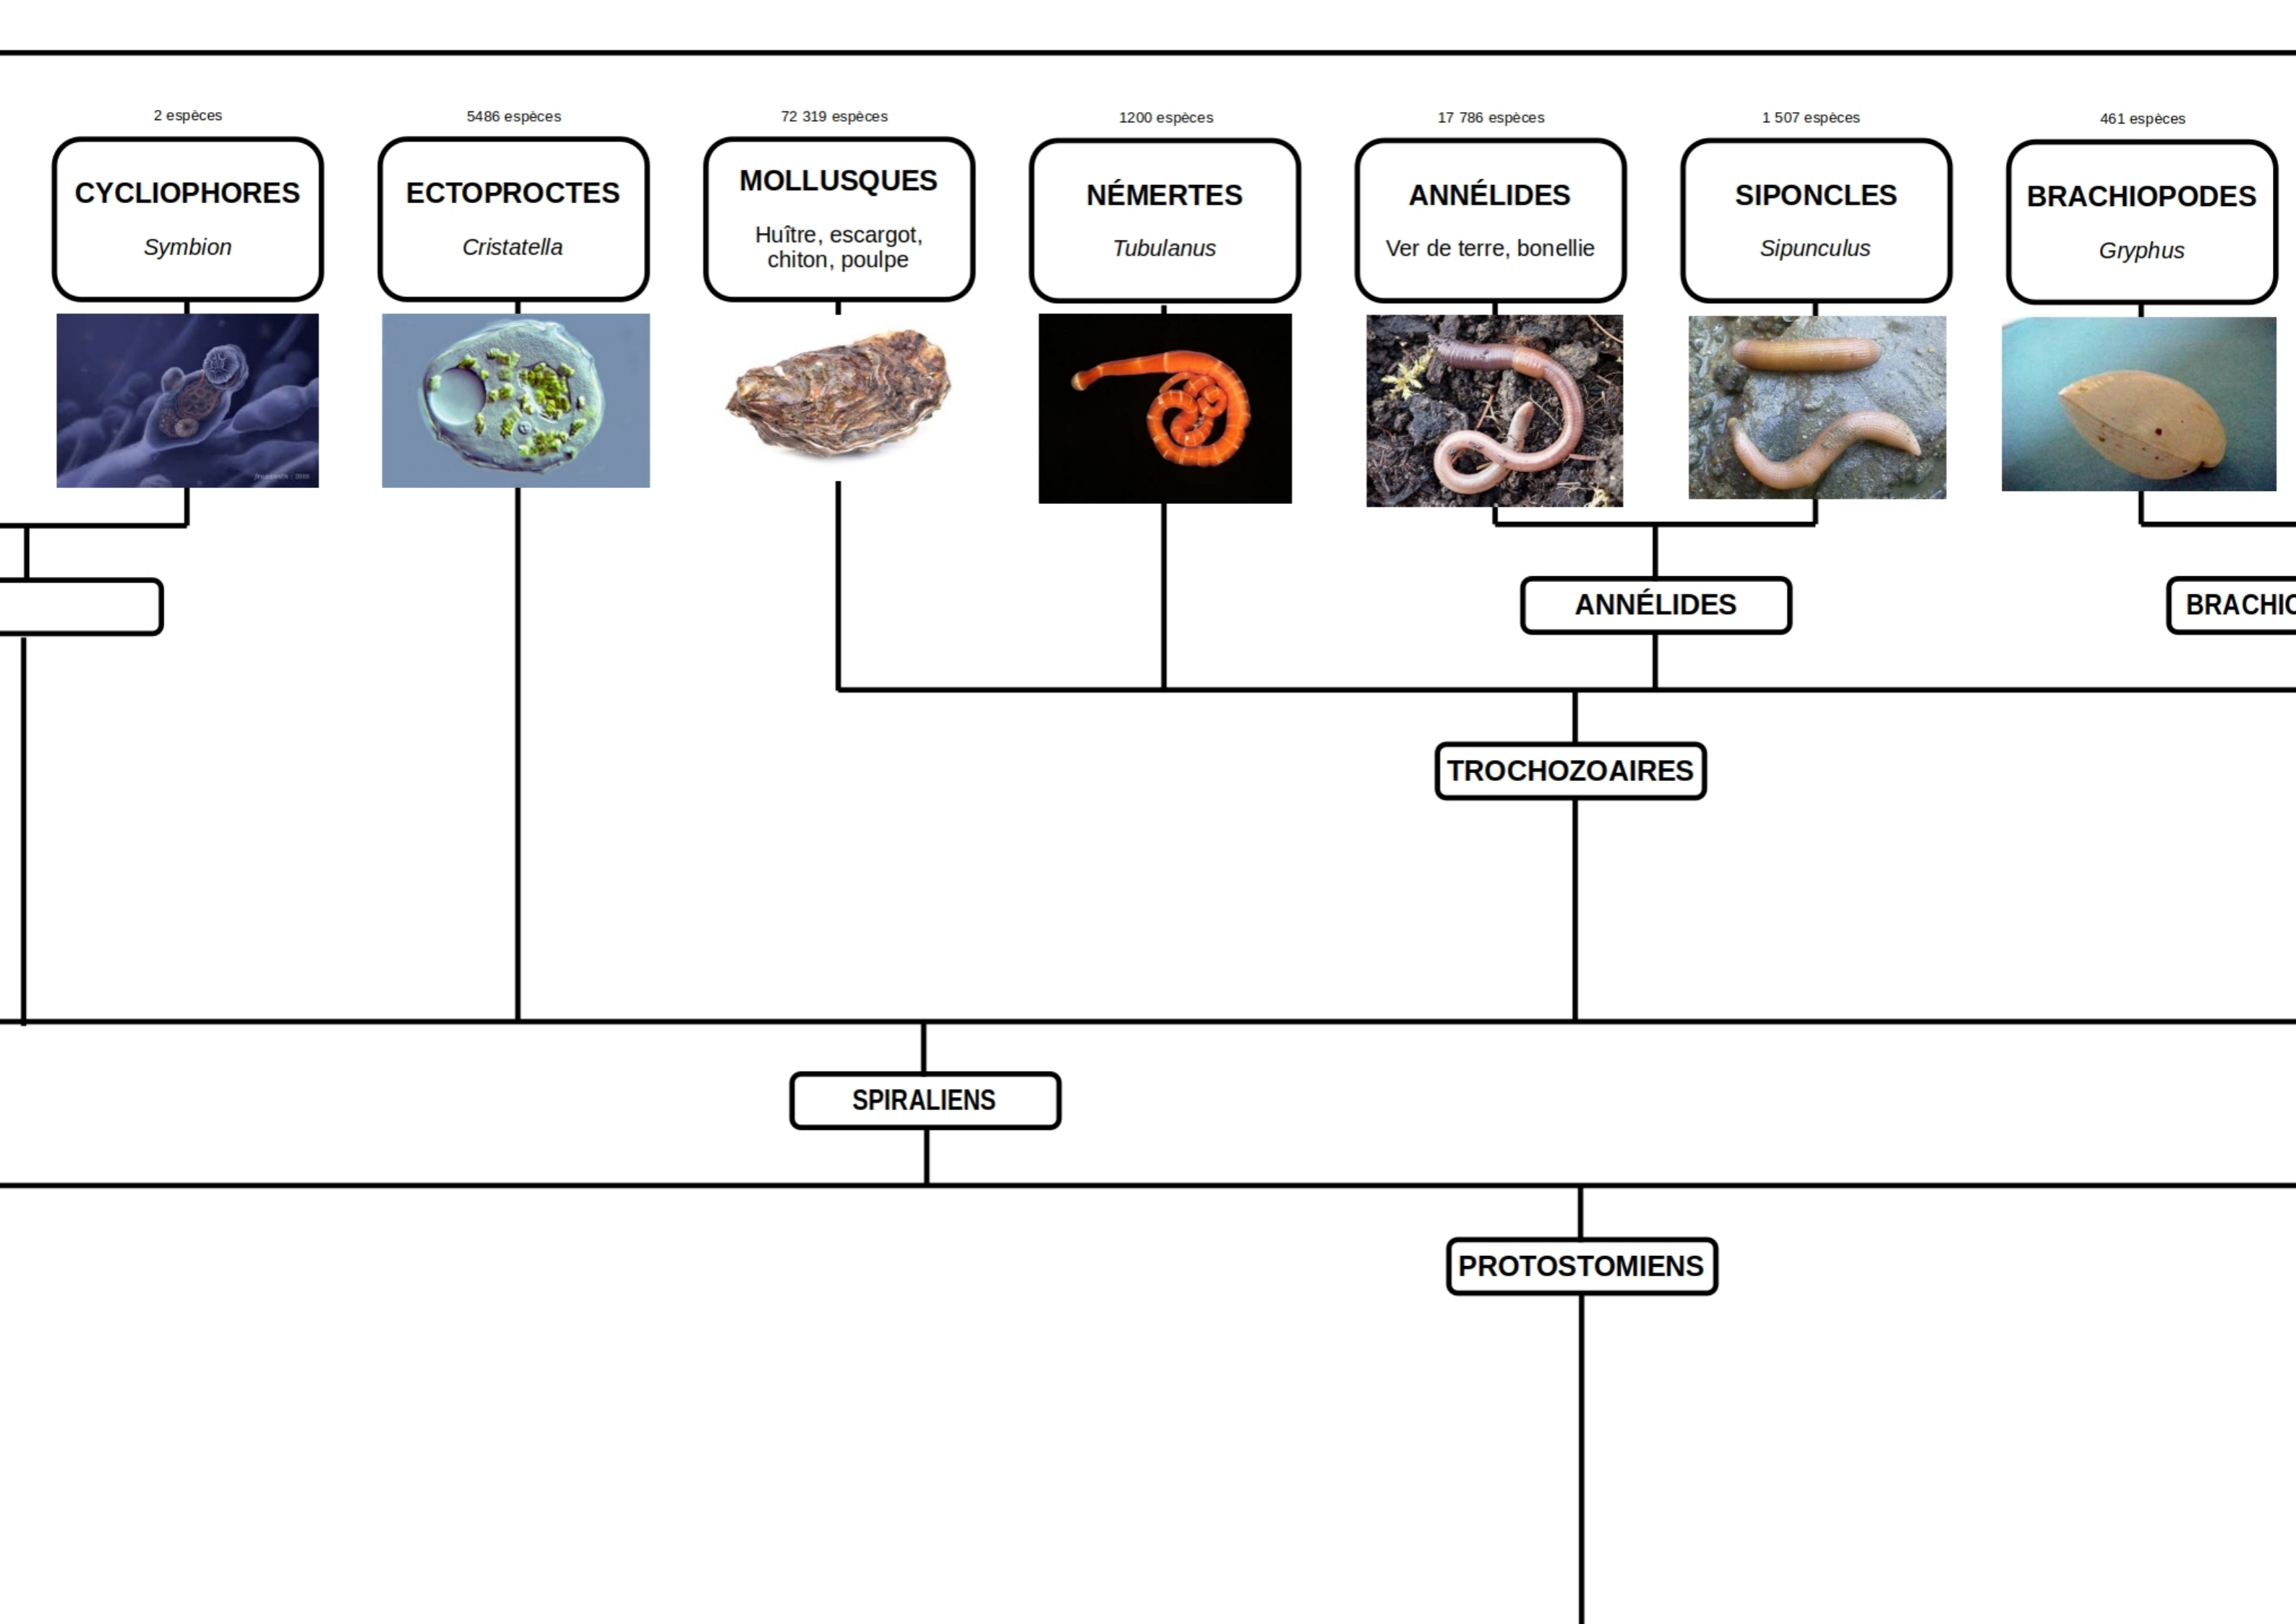 2 espèces
5486 espèces
72 319 espèces
1200 espèces
17 786 espèces
1 507 espèces
461 espèces
CYCLIOPHORES
Symbion
ECTOPROCTES
Cristatella
MOLLUSQUES
Huître, escargot,
chiton, poulpe
NÉMERTES
Tubulanus
ANNÉLIDES
Ver de terre, bonellie
SIPONCLES
Sipunculus
BRACHIOPODES
Gryphus
ANNÉLIDES
TROCHOZOAIRES
SPIRALIENS
PROTOSTOMIENS